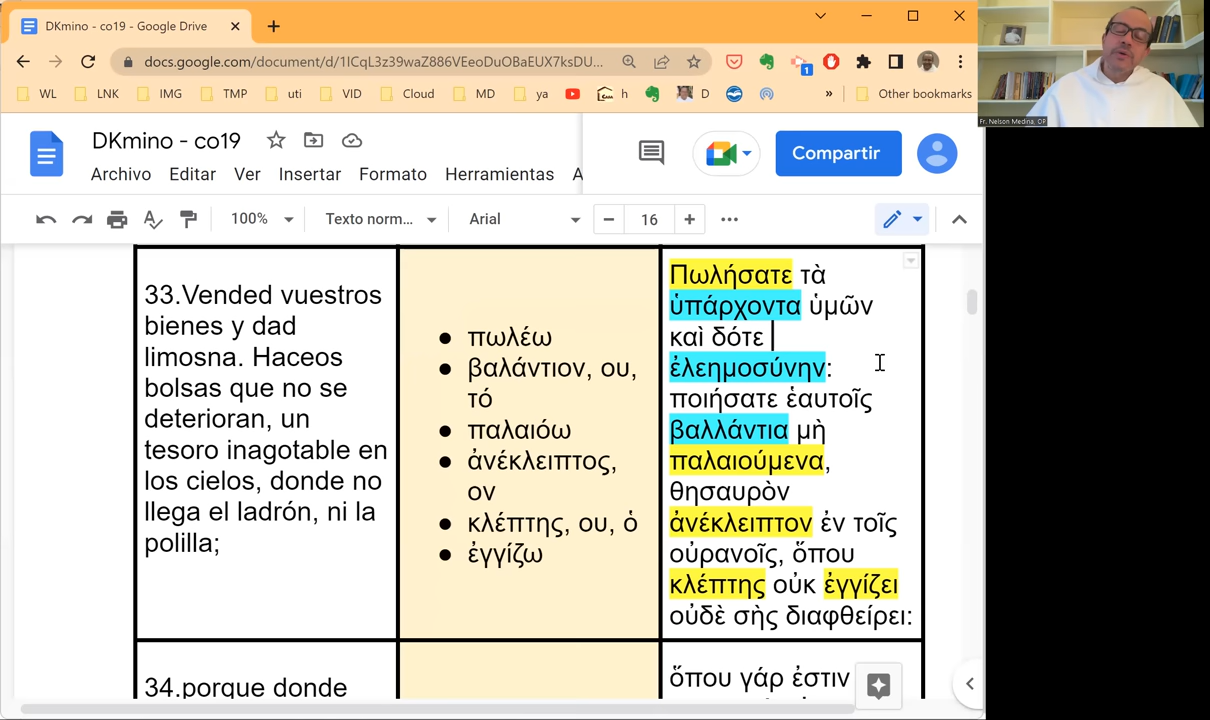 DKmino - co19 - Google Drive
docs.google.com/document/d/1lCqL3z39waZ886VEeoDuOBaEUX7ksDU...
1
WL LNK IMG TMP uti VID Cloud MD ya h D » Other bookmarks
Fr. Nelson Medina, OP
DKmino - co19
Compartir
Archivo Editar Ver Insertar Formato Herramientas A
100% Texto norm... Arial 16
33.Vended vuestros
bienes y dad
limosna. Haceos
bolsas que no se
deterioran, un
tesoro inagotable en
los cielos, donde no
llega el ladrón, ni la
polilla;
● πωλέω
● βαλάντιον, ου,
τό
● παλαιόω
● ἀνέκλειπτος,
ον
● κλέπτης, ου, ὁ
● ἐγγίζω
Πωλήσατε τὰ
ὑπάρχοντα ὑμῶν
καὶ δότε
ἐλεημοσύνην:
ποιήσατε ἑαυτοῖς
βαλλάντια μὴ
παλαιούμενα,
θησαυρὸν
ἀνέκλειπτον ἐν τοῖς
οὐρανοῖς, ὅπου
κλέπτης οὐκ ἐγγίζει
οὐδὲ σὴς διαφθείρει:
34.porque donde
ὅπου γάρ ἐστιν